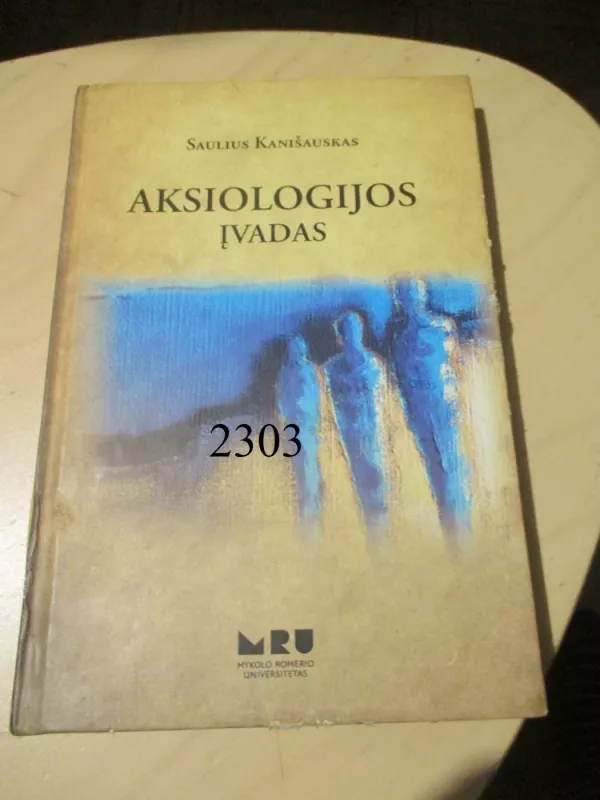 Saulius Kanišauskas
AKSIOLOGIJOS
ĮVADAS
2303
MRU
MYKOLO ROMERIO
UNIVERSITETAS